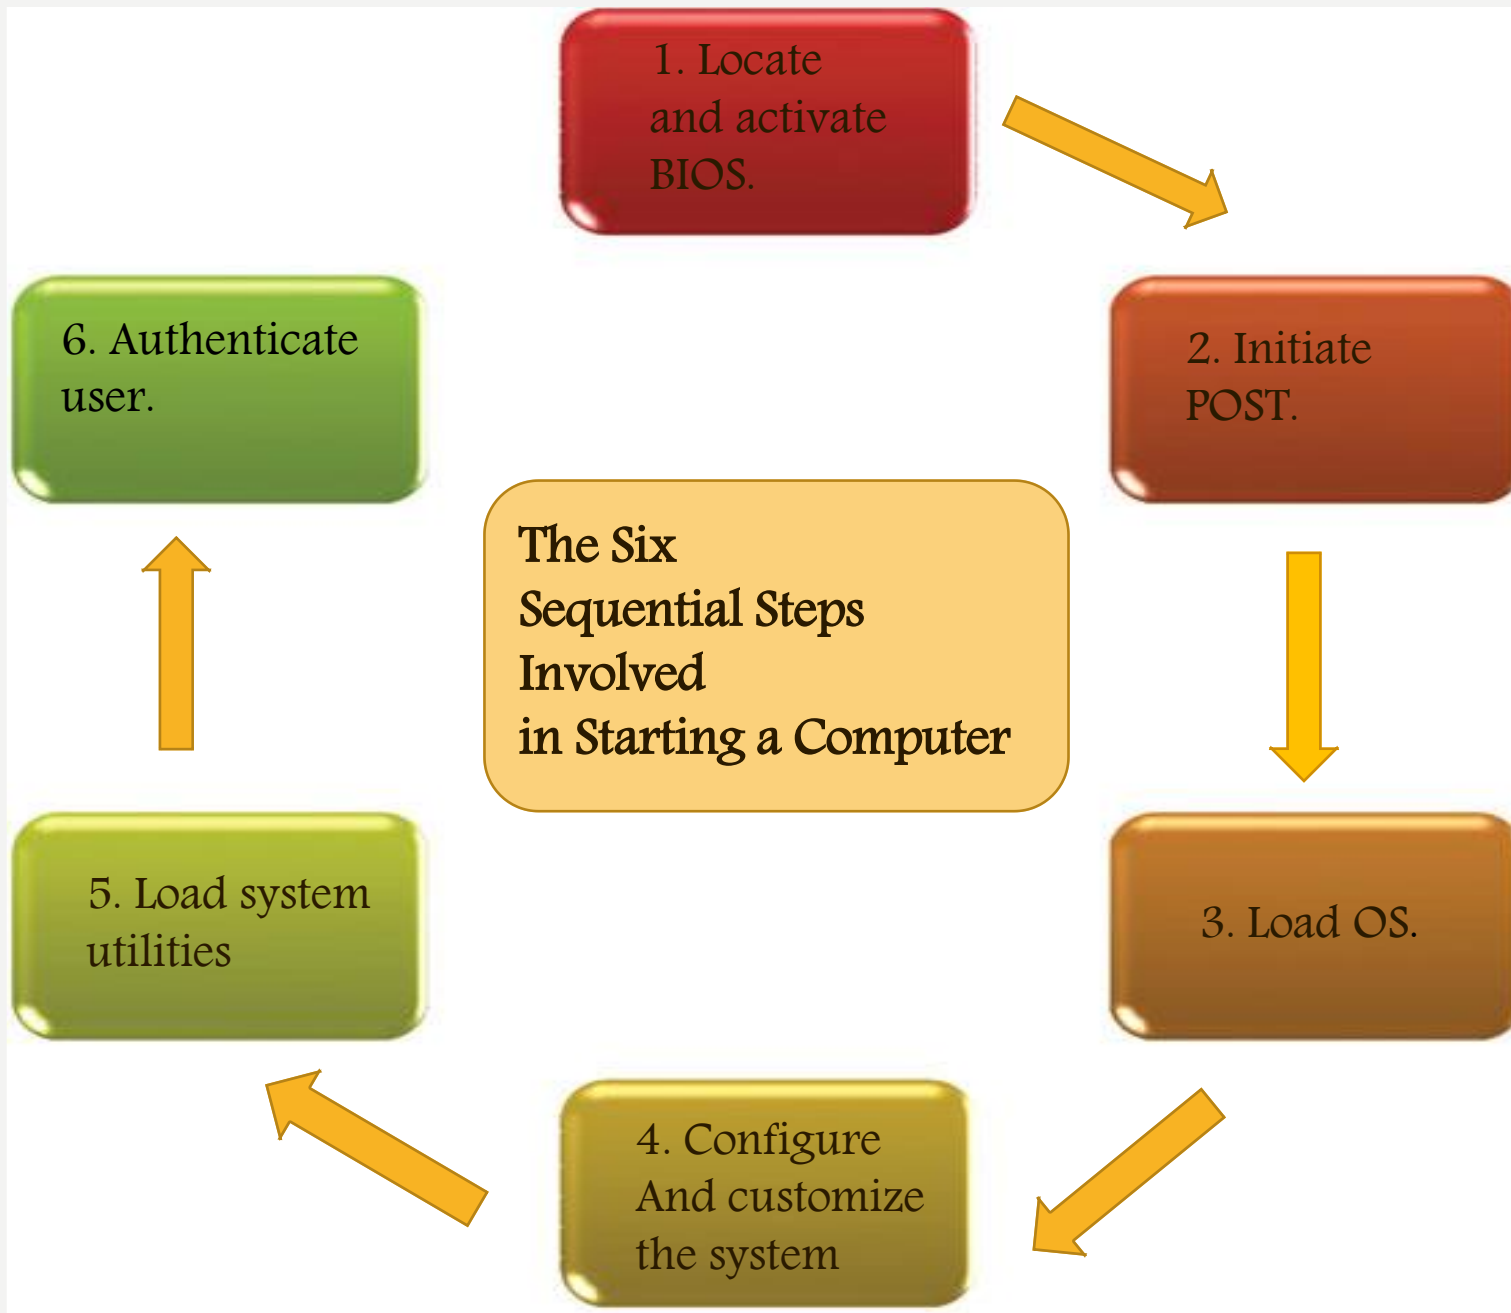 1. Locate
and activate
BIOS.
2. Initiate
POST.
3. Load OS.
4. Configure
And customize
the system
5. Load system
utilities
6. Authenticate
user.
The Six
Sequential Steps
Involved
in Starting a Computer